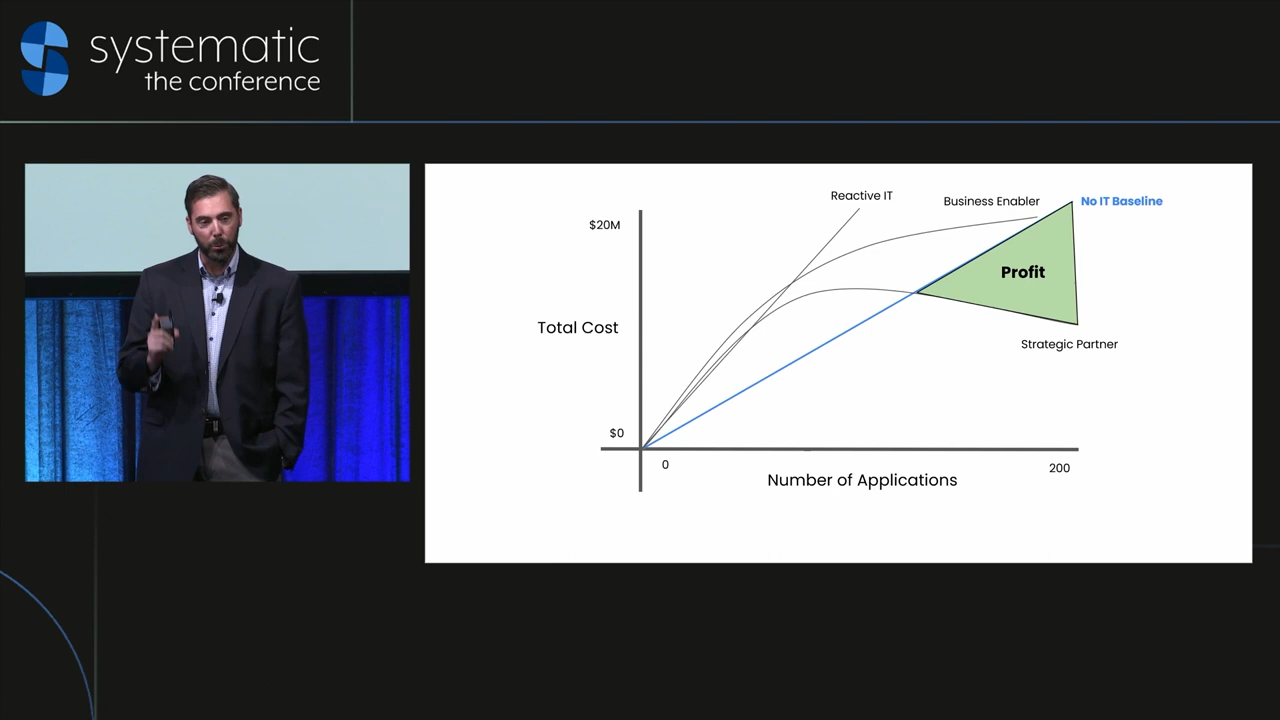 systematic
the conference
Reactive IT
Business Enabler
No IT Baseline
$20M
Profit
Total Cost
Strategic Partner
$0
0
200
Number of Applications